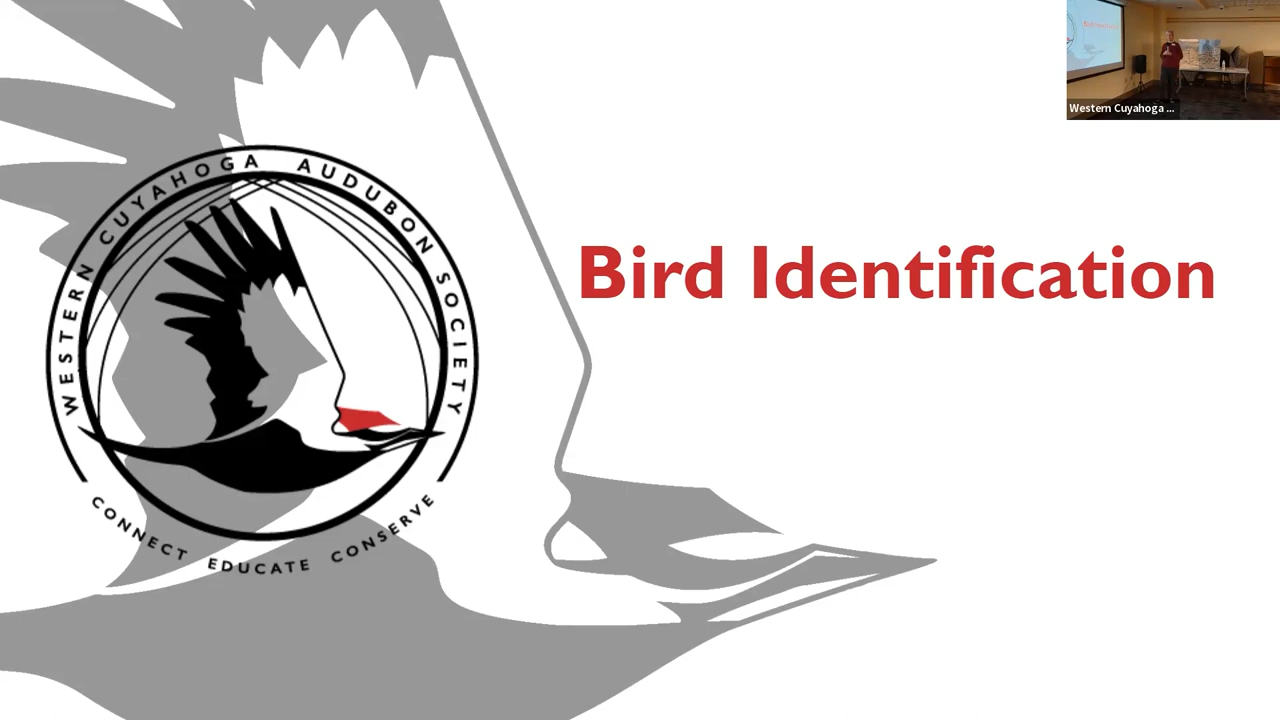 WESTERN CUYAHOGA AUDUBON SOCIETY
CONNECT EDUCATE CONSERVE
Bird Identification
Western Cuyahoga ...